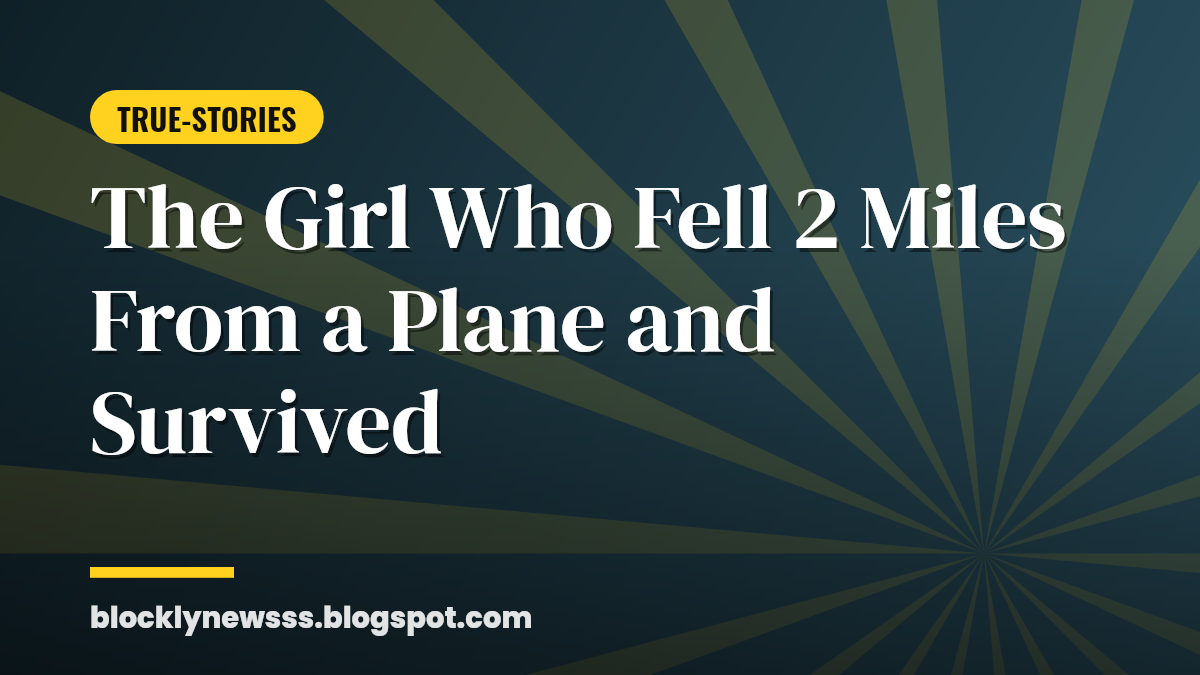 TRUE-STORIES
The Girl Who Fell 2 Miles
From a Plane and
Survived
blocklynewsss.blogspot.com